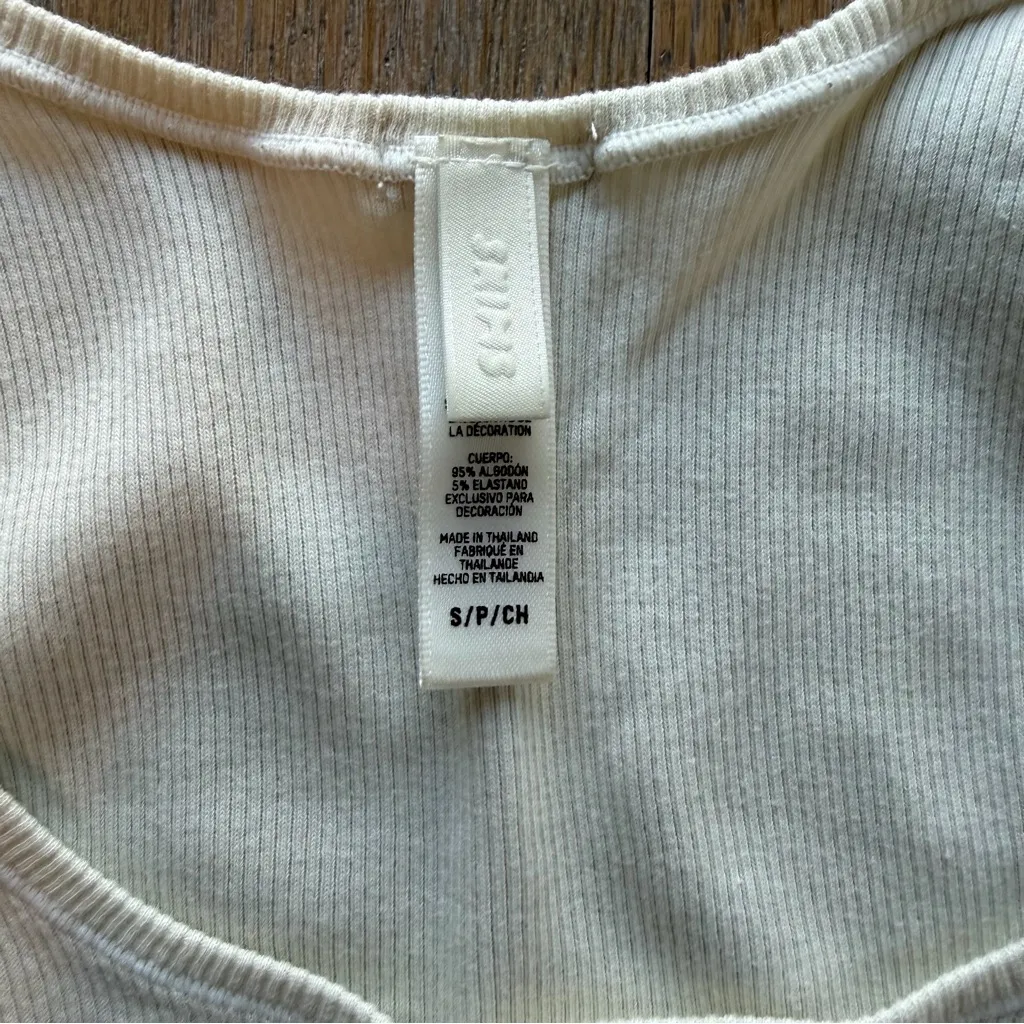 SKIMS
LA DÉCORATION
CUERPO:
95% ALGODÓN
5% ELASTANO
EXCLUSIVO PARA
DECORACIÓN
MADE IN THAILAND
FABRIQUÉ EN
THAILANDE
HECHO EN TAILANDIA
S/P/CH